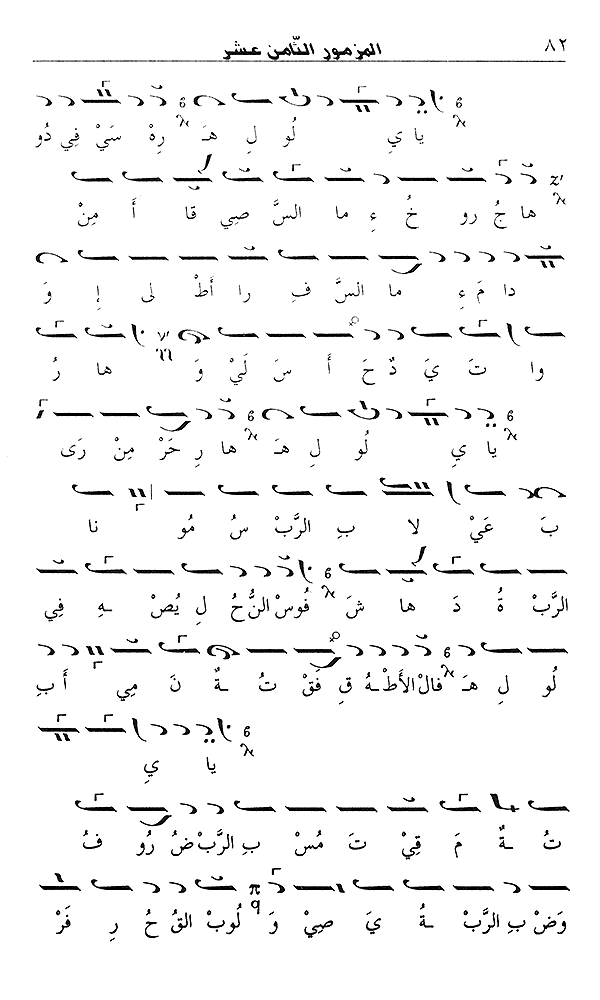 ٨٢ المزمور الثّامن عشر
دُو فِي سَيْ رِهْ هـَ لِ لُو يِ يا
مِنْ أَ قا صِي السَّ ما ءِ خُ رو جُ ها
وَ إِ لى أَطْ را فِ السَّ ما ءِ مَ دا
رُ ها وَ لَيْ سَ أَ حَ دٌ يَ تَ وا
رَى مِنْ حَرْ رِ ها هـَ لِ لُو يِ يا
نا مُو سُ الرَّبْ بِ لا عَيْ بَ
فِي ـهِ يُصْ لِ حُ النُّ فُوسْ شَ ها دَ ةُ الرَّبْ
بِ أَ مِي نَ ـةٌ تُ فُقْ قِ ـهُ الأَطْ فالْ هـَ لِ لُو
يِ يا
فُ رُو ضُ الرَّبْ بِ مُسْ تَ قِيْ مَ ـةٌ تُ
فَرْ رِ حُ القُ لُوبْ وَ صِيْ يَ ـةُ الرَّبْ بِ وَضْ